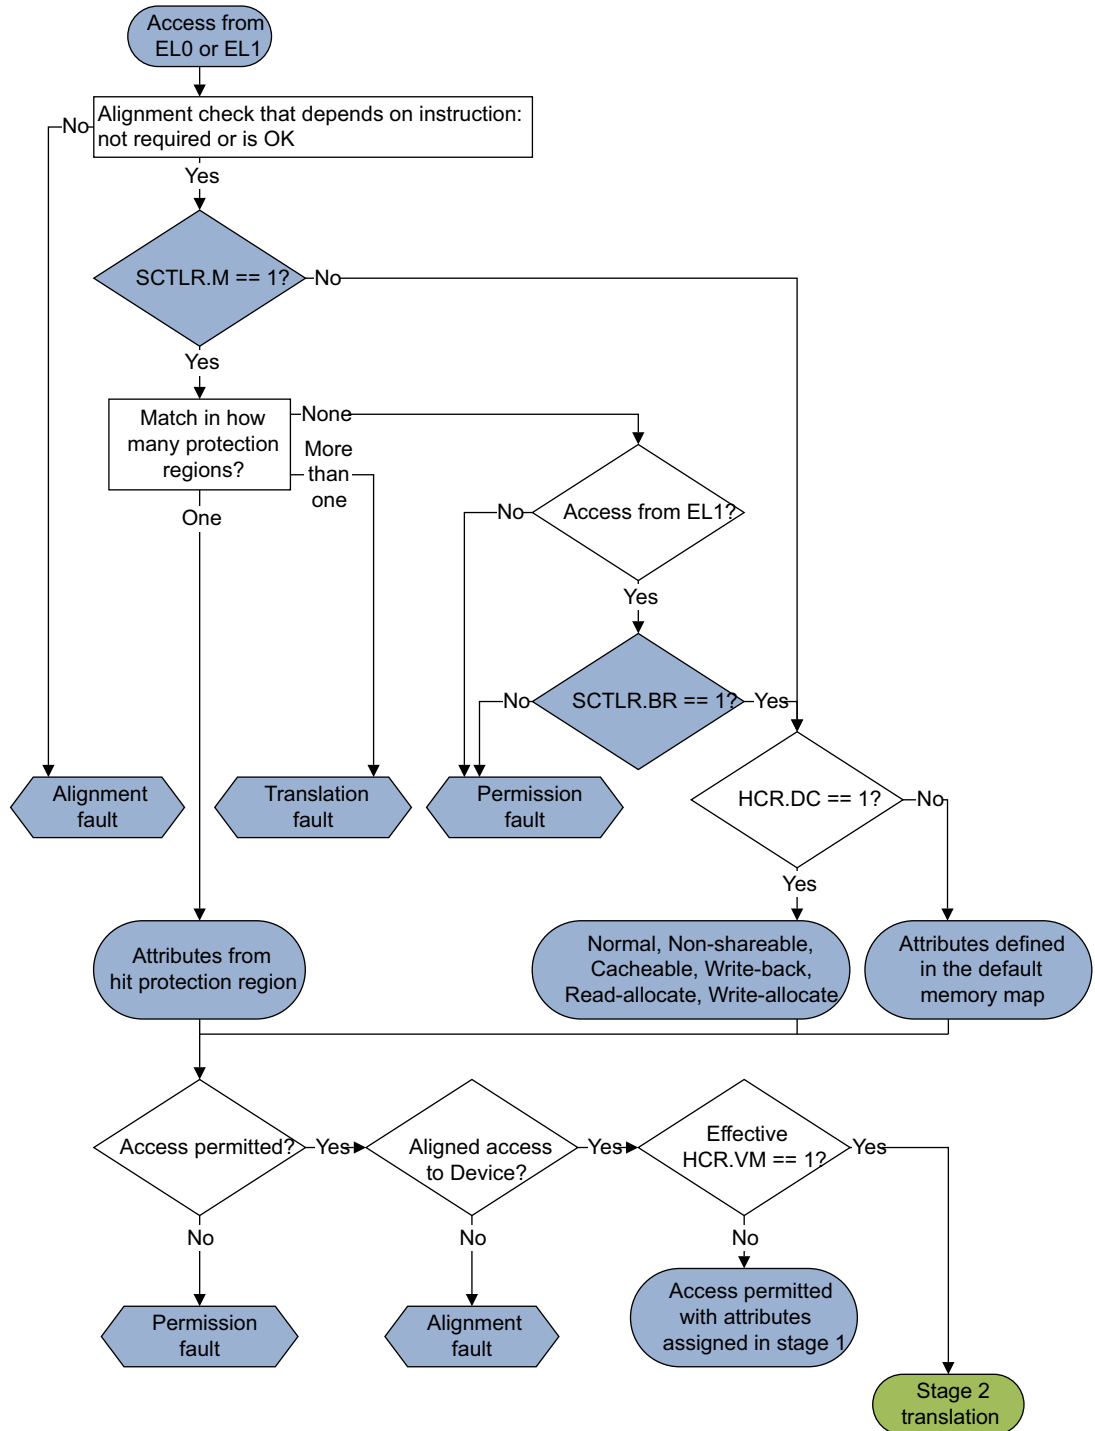 Access from
EL0 or EL1
Alignment check that depends on instruction:
not required or is OK
No
Yes
SCTLR.M == 1?
No
Yes
Match in how
many protection
regions?
None
More
than
one
One
Access from EL1?
No
Yes
SCTLR.BR == 1?
No
Yes
HCR.DC == 1?
No
Yes
Alignment
fault
Translation
fault
Permission
fault
Attributes from
hit protection region
Normal, Non-shareable,
Cacheable, Write-back,
Read-allocate, Write-allocate
Attributes defined
in the default
memory map
Access permitted?
Yes
No
Aligned access
to Device?
Yes
No
Effective
HCR.VM == 1?
Yes
No
Permission
fault
Alignment
fault
Access permitted
with attributes
assigned in stage 1
Stage 2
translation